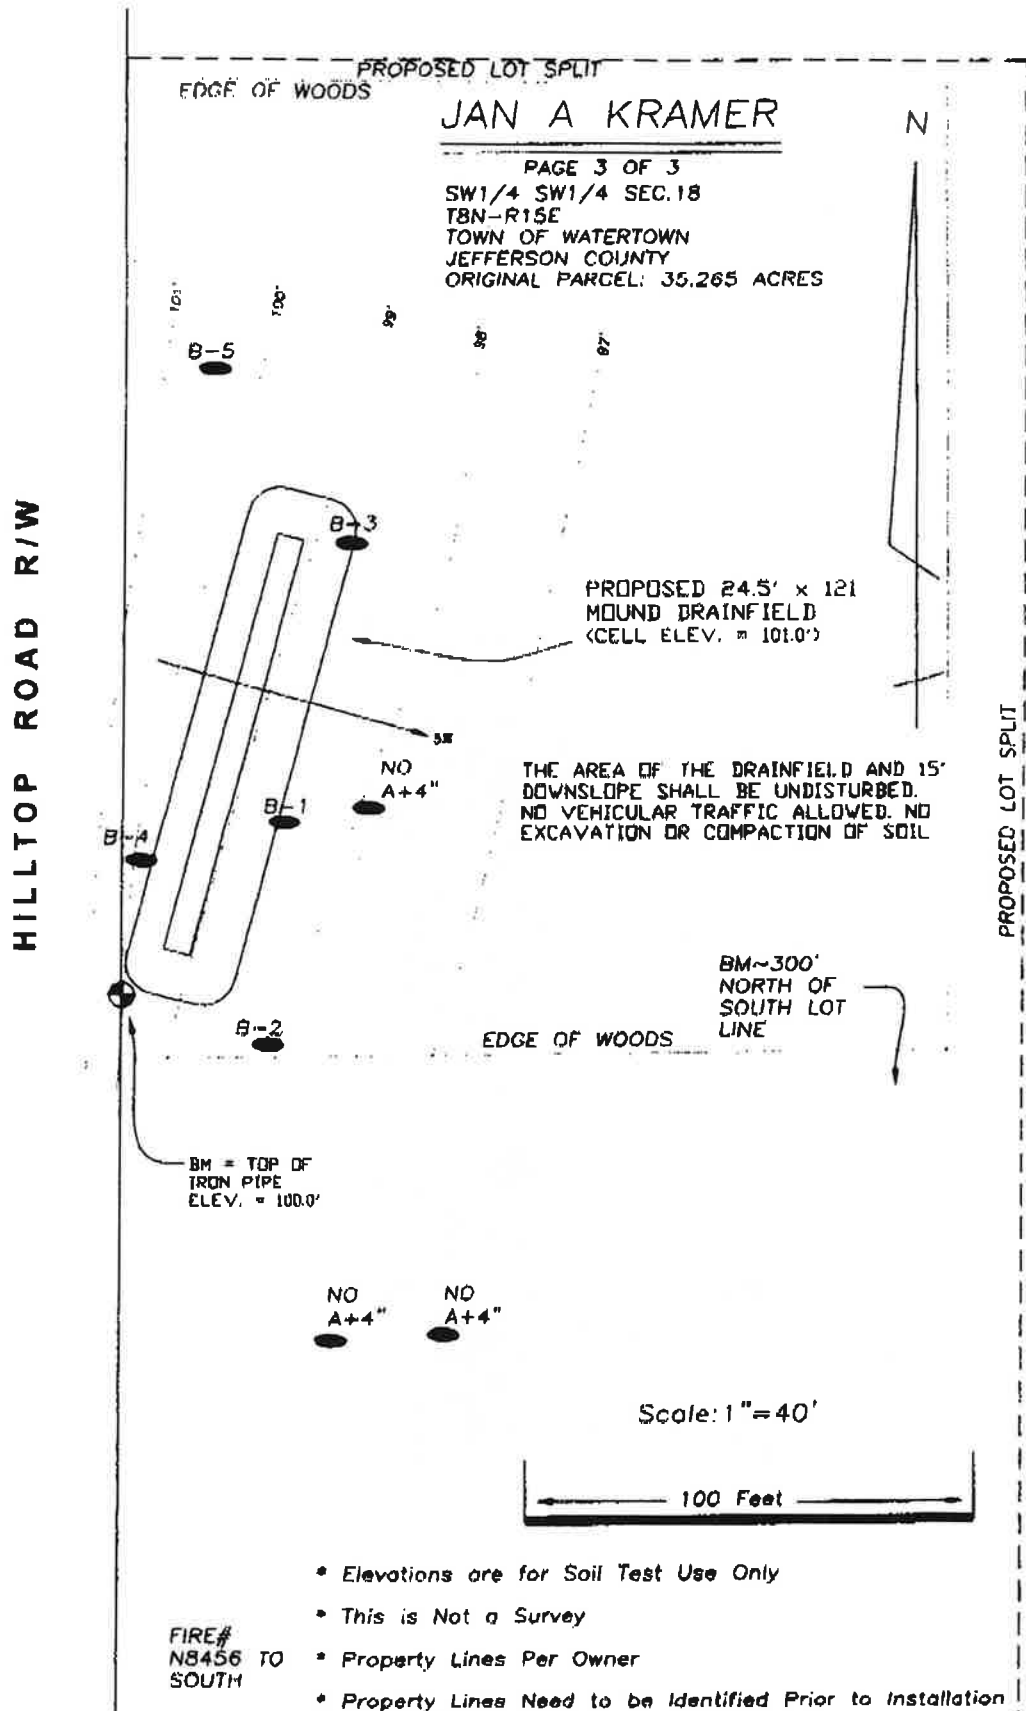 PROPOSED LOT SPLIT
EDGE OF WOODS
JAN A KRAMER
N
PAGE 3 OF 3
SW1/4 SW1/4 SEC.18
T8N-R15E
TOWN OF WATERTOWN
JEFFERSON COUNTY
ORIGINAL PARCEL: 35.265 ACRES
101'
100'
99'
98'
97'
B-5
HILLTOP ROAD R/W
B-3
PROPOSED 24.5' x 121
MOUND DRAINFIELD
(CELL ELEV. = 101.0')
5%
NO
A+4"
THE AREA OF THE DRAINFIELD AND 15'
DOWNSLOPE SHALL BE UNDISTURBED.
NO VEHICULAR TRAFFIC ALLOWED. NO
EXCAVATION OR COMPACTION OF SOIL
B-1
B-4
PROPOSED LOT SPLIT
BM~300'
NORTH OF
SOUTH LOT
LINE
B-2
EDGE OF WOODS
BM = TOP OF
IRON PIPE
ELEV. = 100.0'
NO
A+4"
NO
A+4"
Scale: 1"=40'
100 Feet
* Elevations are for Soil Test Use Only
* This is Not a Survey
FIRE#
N8456 TO
SOUTH
* Property Lines Per Owner
* Property Lines Need to be Identified Prior to Installation